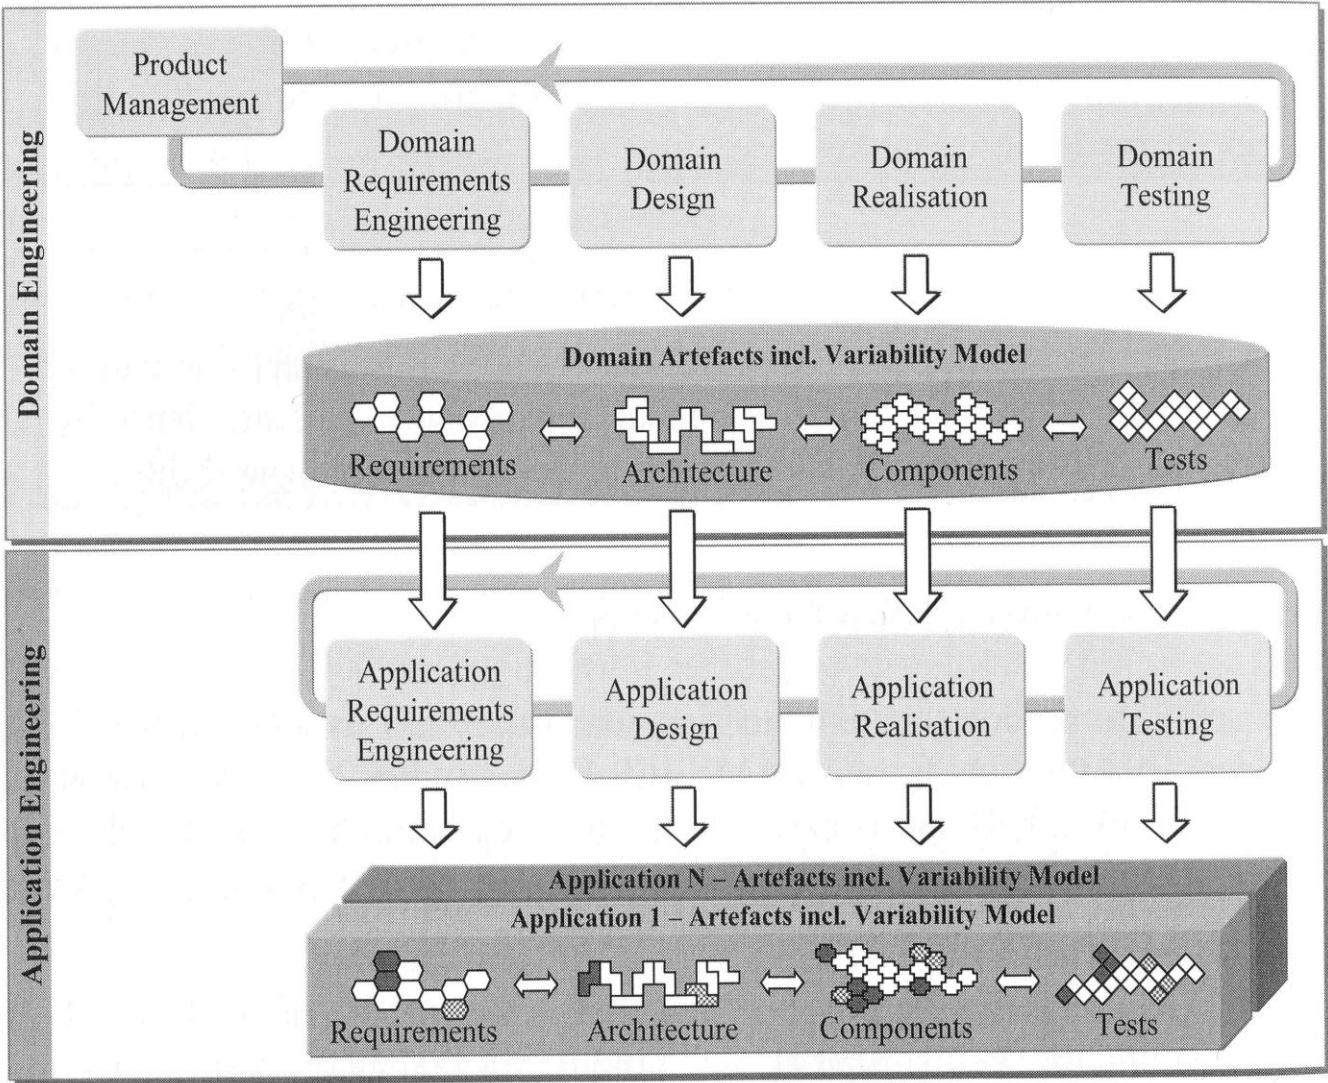 Domain Engineering
Product
Management
Domain
Requirements
Engineering
Domain
Design
Domain
Realisation
Domain
Testing
Domain Artefacts incl. Variability Model
Requirements
Architecture
Components
Tests
Application Engineering
Application
Requirements
Engineering
Application
Design
Application
Realisation
Application
Testing
Application N – Artefacts incl. Variability Model
Application 1 – Artefacts incl. Variability Model
Requirements
Architecture
Components
Tests